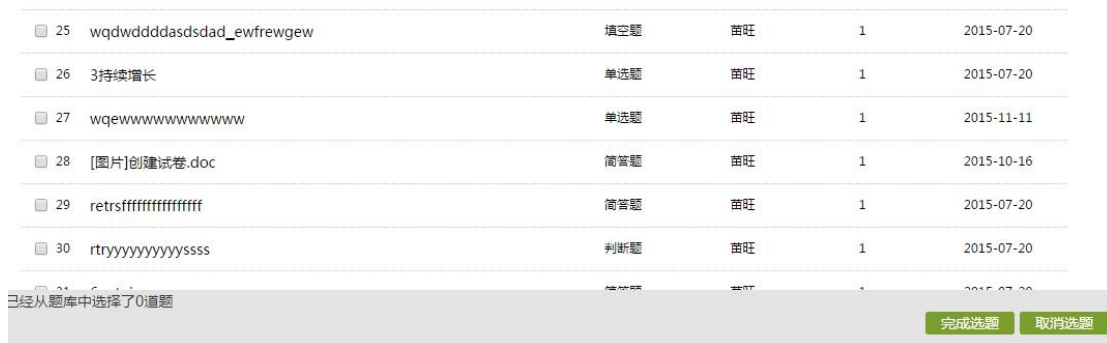 25 wqdwddddasdsdad_ewfrewgew 填空题 苗旺 1 2015-07-20
26 3持续增长 单选题 苗旺 1 2015-07-20
27 wqewwwwwwwwwwww 单选题 苗旺 1 2015-11-11
28 [图片]创建试卷.doc 简答题 苗旺 1 2015-10-16
29 retrsffffffffffffffff 简答题 苗旺 1 2015-07-20
30 rtryyyyyyyyyyssss 判断题 苗旺 1 2015-07-20
已经从题库中选择了0道题
完成选题 取消选题